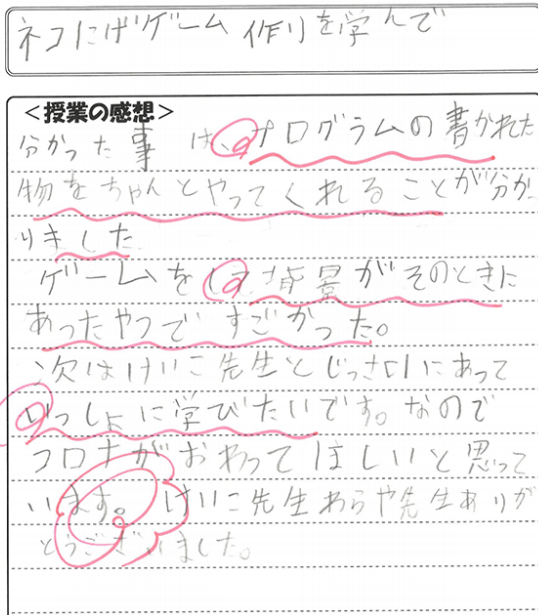 ネコにげゲーム作りを学んで
<授業の感想>
分かった事は、プログラムの書かれた
物をちゃんとやってくれることが分か
りました
ゲームを 背景がそのときに
あったやつですごかった。
次はけいこ先生とじっさいにあって
いっしょに学びたいです。なので
コロナがおわってほしいと思って
います。けいこ先生わらや先生ありが
とうございました。